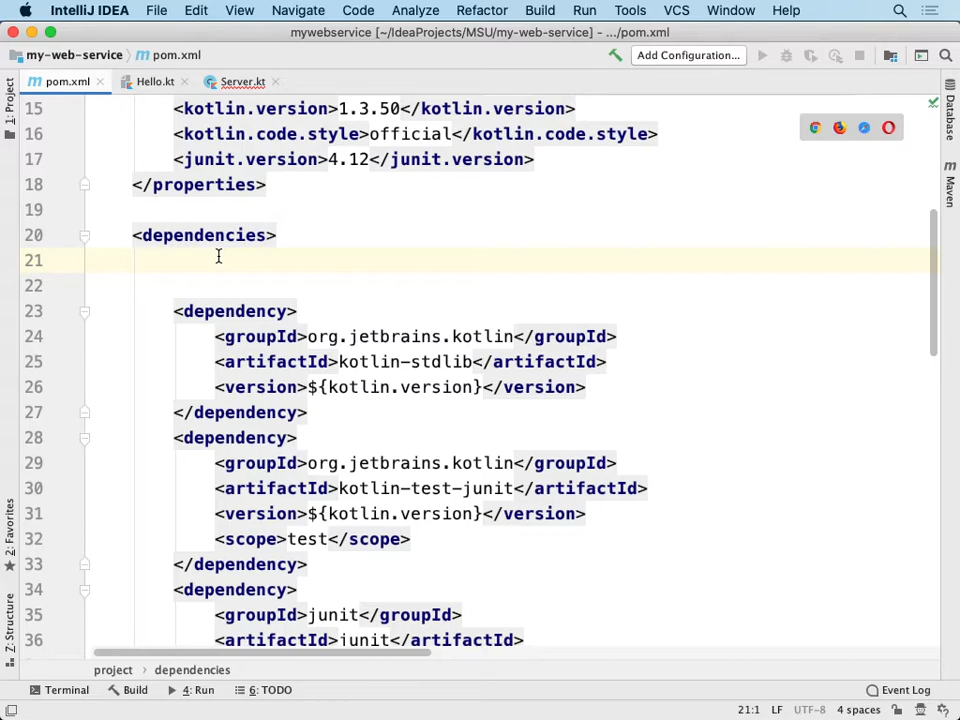 IntelliJ IDEA File Edit View Navigate Code Analyze Refactor Build Run Tools VCS Window Help
mywebservice [~/IdeaProjects/MSU/my-web-service] - .../pom.xml
my-web-service pom.xml Add Configuration...
pom.xml Hello.kt Server.kt
1: Project
2: Favorites
Z: Structure
Database
Maven
15 <kotlin.version>1.3.50</kotlin.version>
16 <kotlin.code.style>official</kotlin.code.style>
17 <junit.version>4.12</junit.version>
18 </properties>
19
20 <dependencies>
21
22
23 <dependency>
24 <groupId>org.jetbrains.kotlin</groupId>
25 <artifactId>kotlin-stdlib</artifactId>
26 <version>${kotlin.version}</version>
27 </dependency>
28 <dependency>
29 <groupId>org.jetbrains.kotlin</groupId>
30 <artifactId>kotlin-test-junit</artifactId>
31 <version>${kotlin.version}</version>
32 <scope>test</scope>
33 </dependency>
34 <dependency>
35 <groupId>junit</groupId>
36 <artifactId>junit</artifactId>
project dependencies
Terminal Build 4: Run 6: TODO Event Log
21:1 LF UTF-8 4 spaces